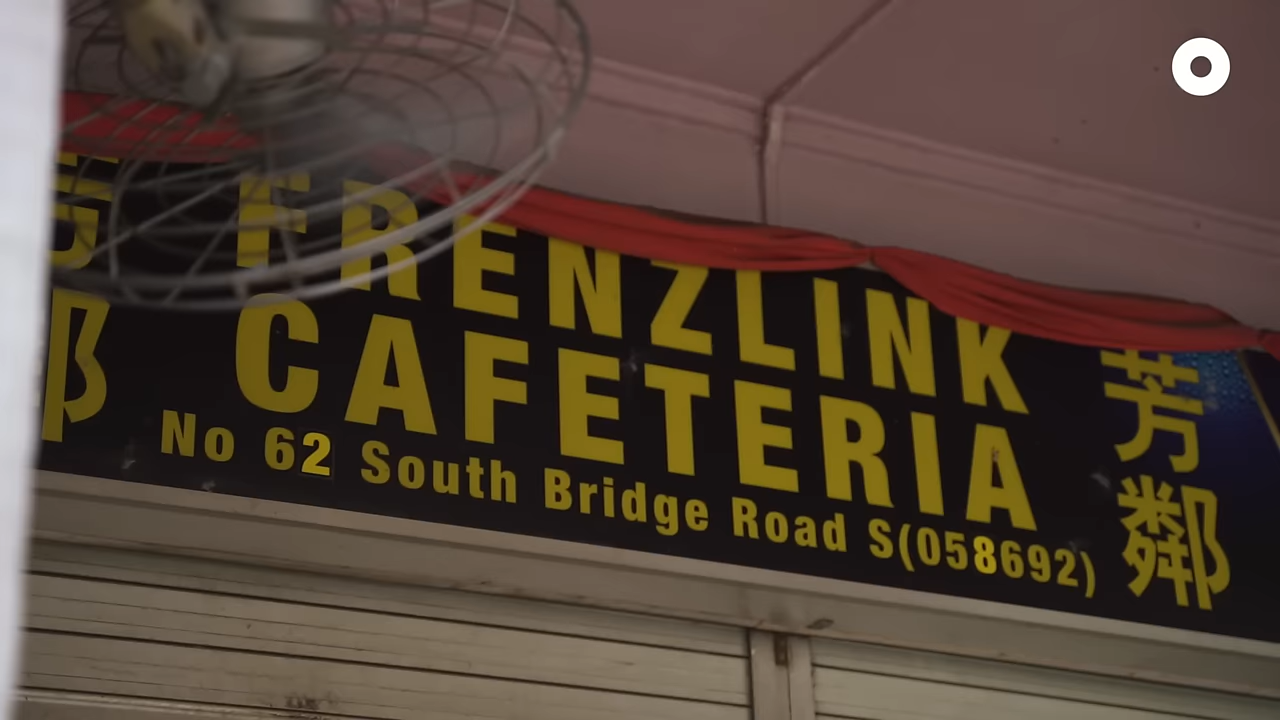 FRENZLINK
CAFETERIA
No 62 South Bridge Road S(058692)
芳
鄰